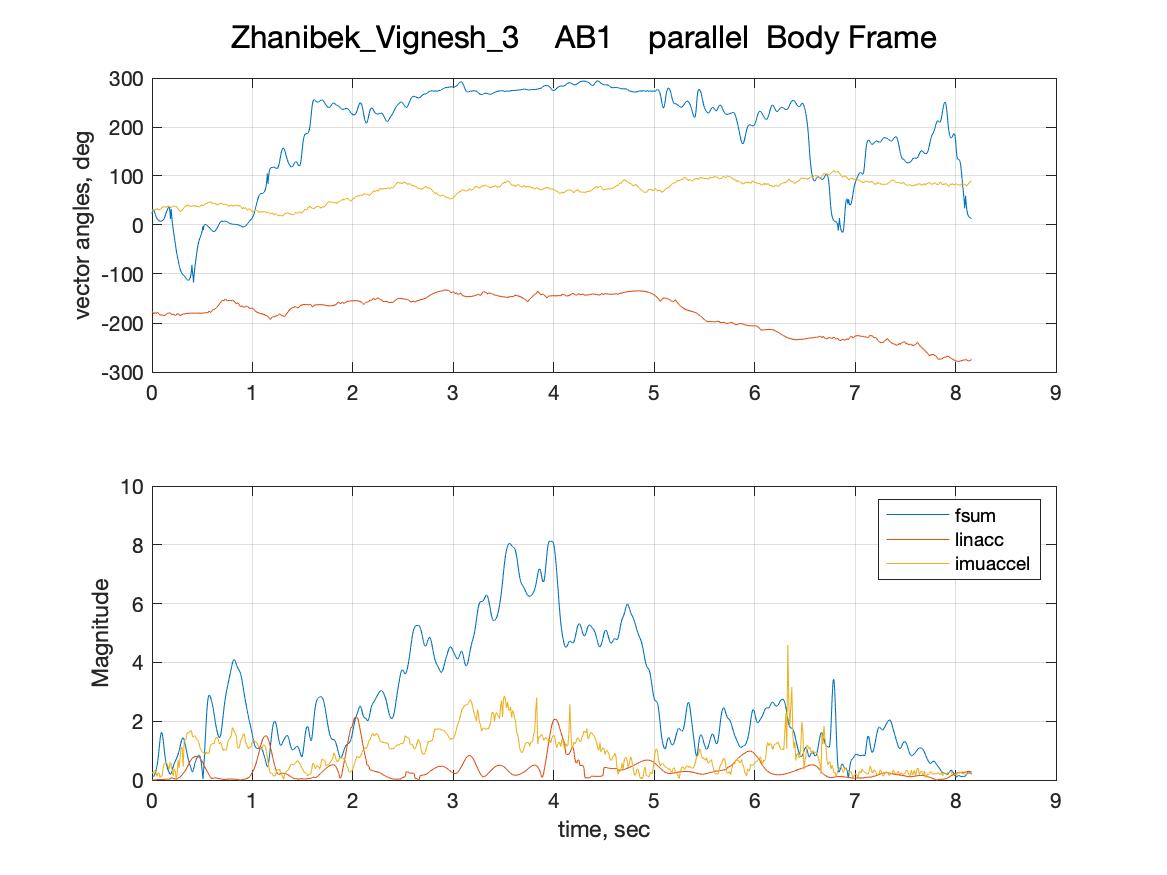 Zhanibek_Vignesh_3 AB1 parallel Body Frame
vector angles, deg
300
200
100
0
-100
-200
-300
0 1 2 3 4 5 6 7 8 9
Magnitude
10
8
6
4
2
0
fsum
linacc
imuaccel
0 1 2 3 4 5 6 7 8 9
time, sec